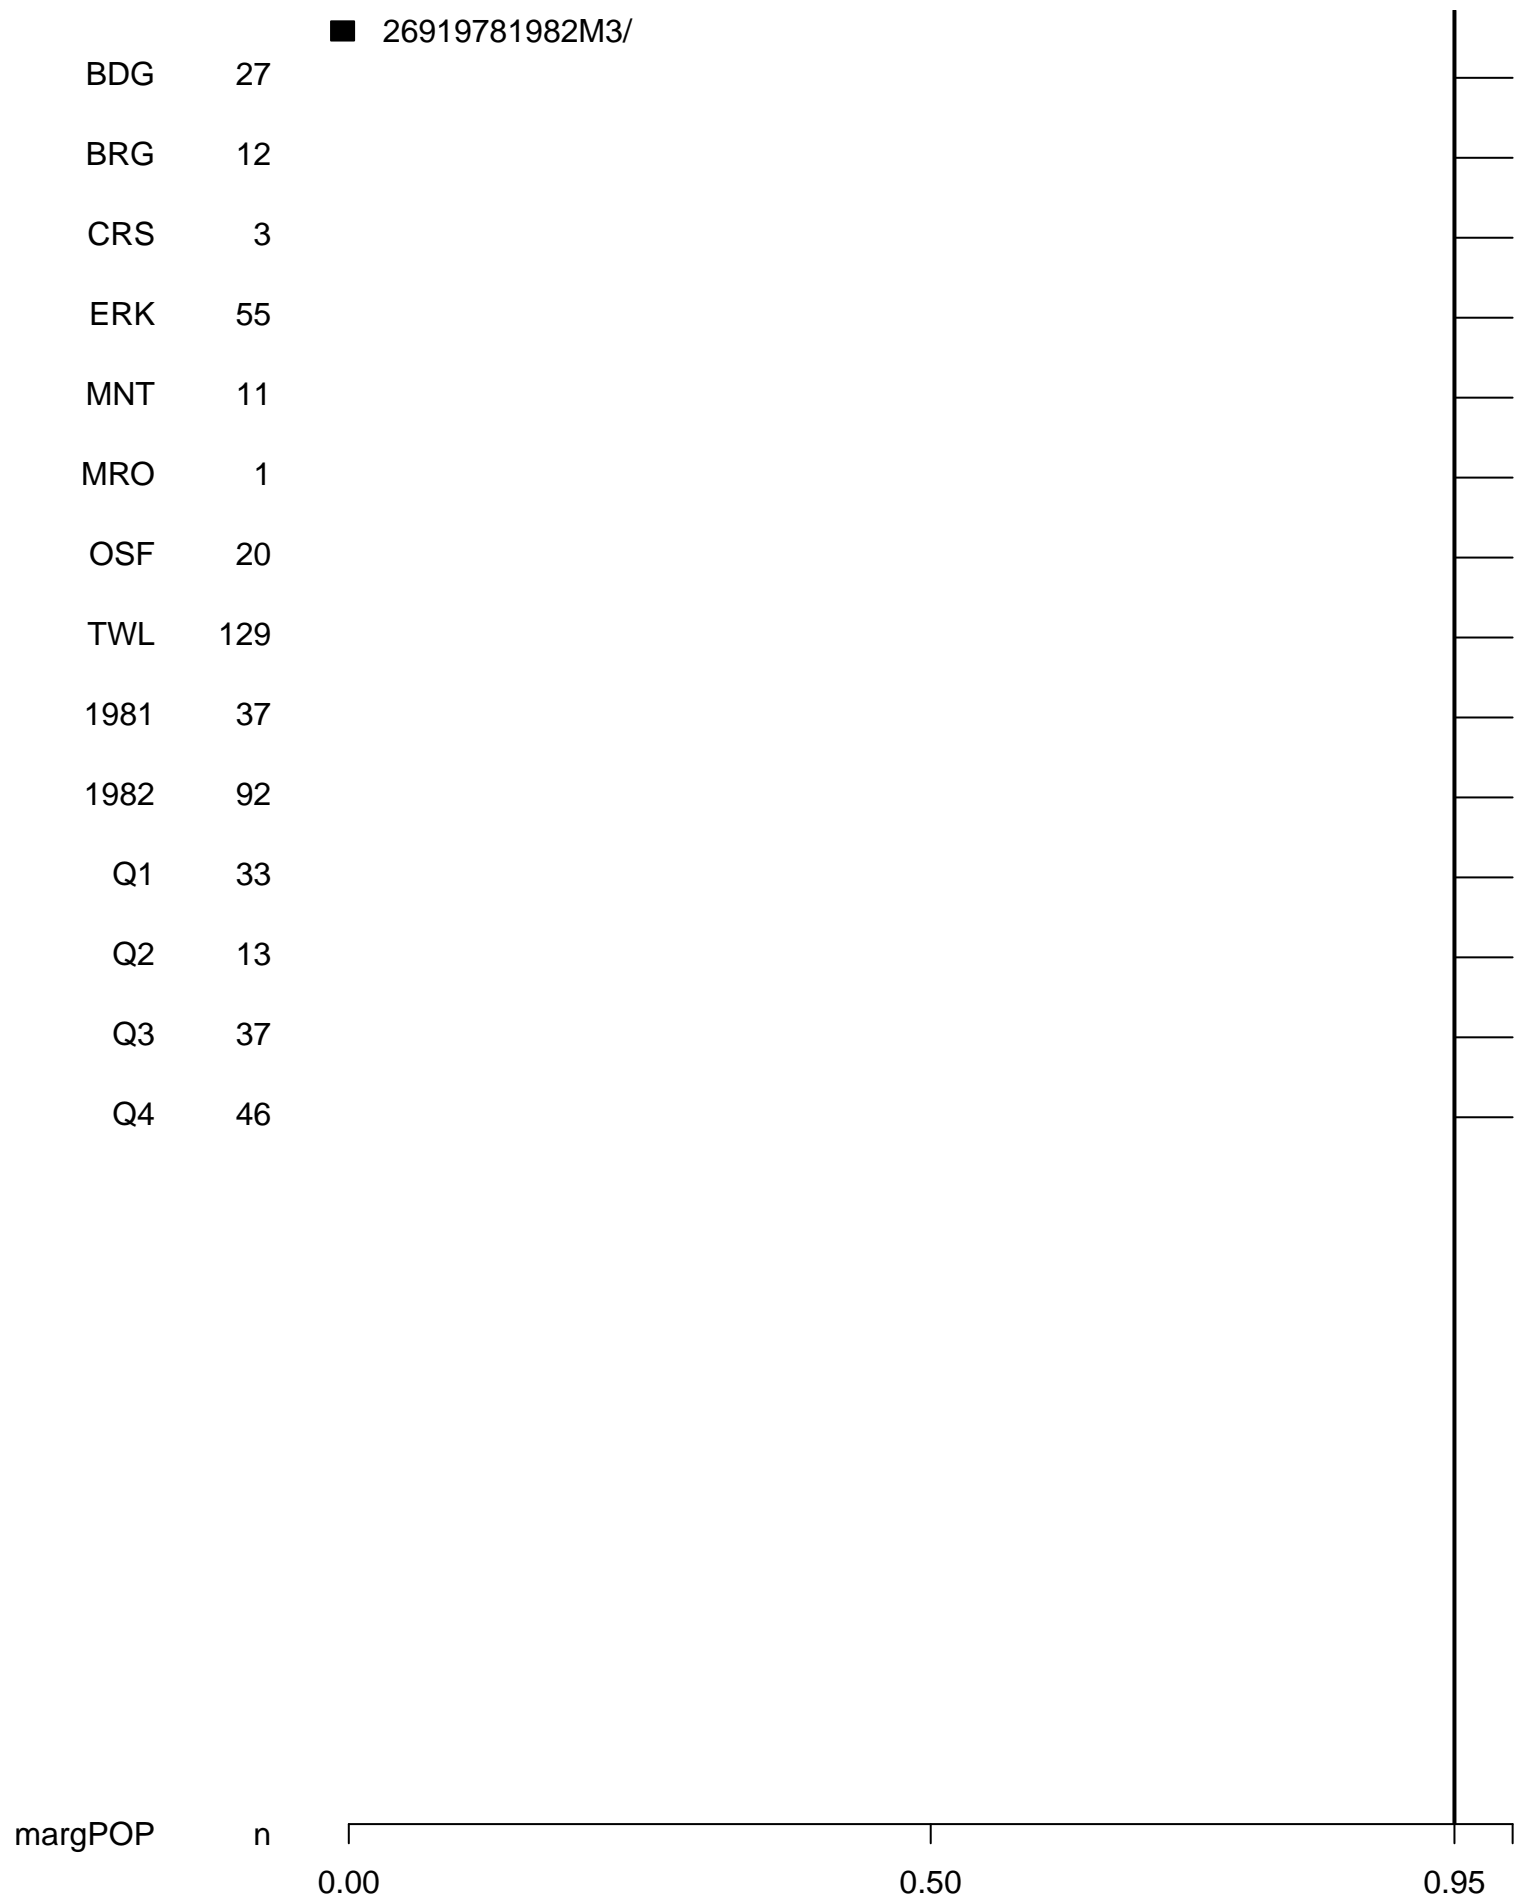 26919781982M3/
BDG 27
BRG 12
CRS 3
ERK 55
MNT 11
MRO 1
OSF 20
TWL 129
1981 37
1982 92
Q1 33
Q2 13
Q3 37
Q4 46
margPOP n
0.00 0.50 0.95